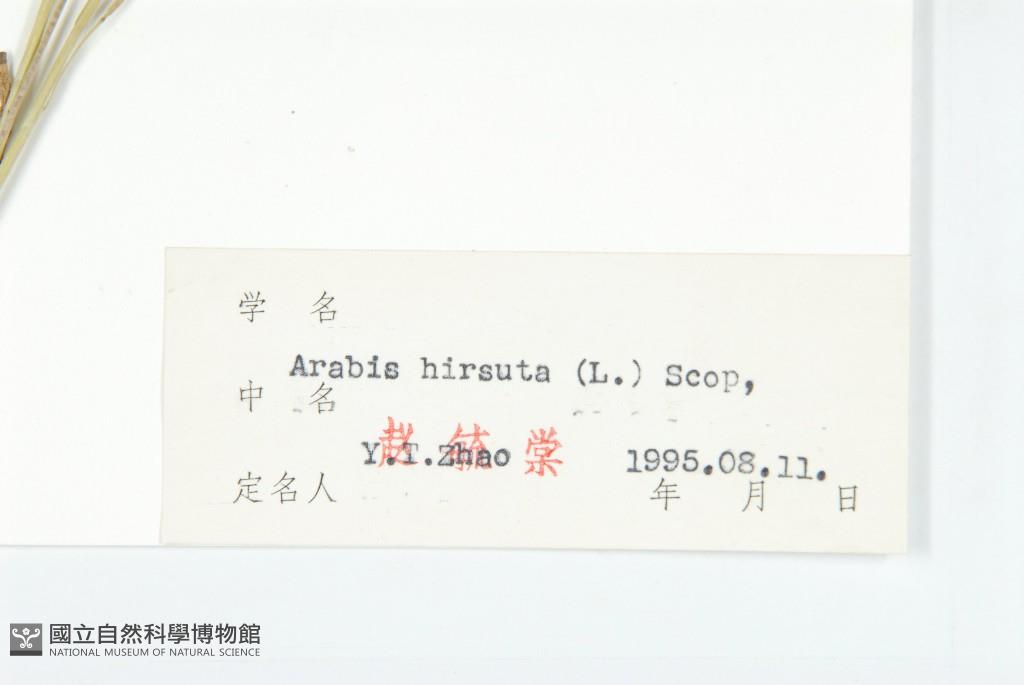 学 名
Arabis hirsuta (L.) Scop,
中 名
Y.T.Zhao 赵毓棠 1995.08.11.
定名人 年 月 日
國立自然科學博物館
NATIONAL MUSEUM OF NATURAL SCIENCE